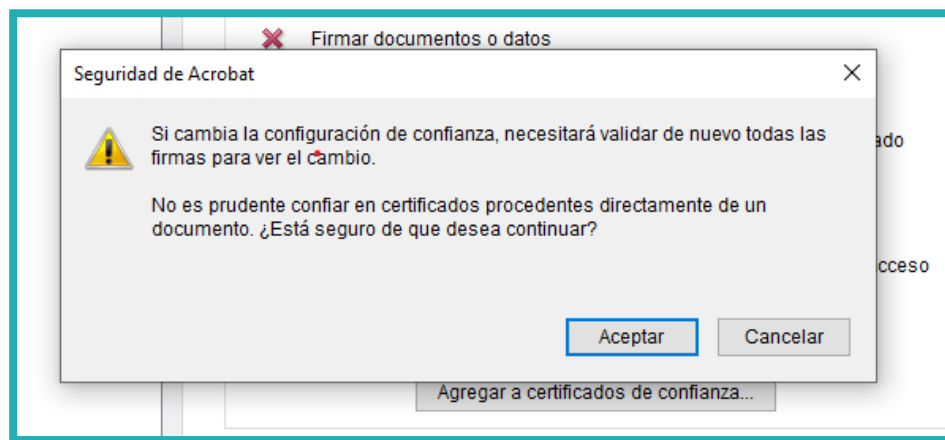 Firmar documentos o datos
Seguridad de Acrobat
Si cambia la configuración de confianza, necesitará validar de nuevo todas las
firmas para ver el cambio.
ado
No es prudente confiar en certificados procedentes directamente de un
documento. ¿Está seguro de que desea continuar?
cceso
Aceptar
Cancelar
Agregar a certificados de confianza...